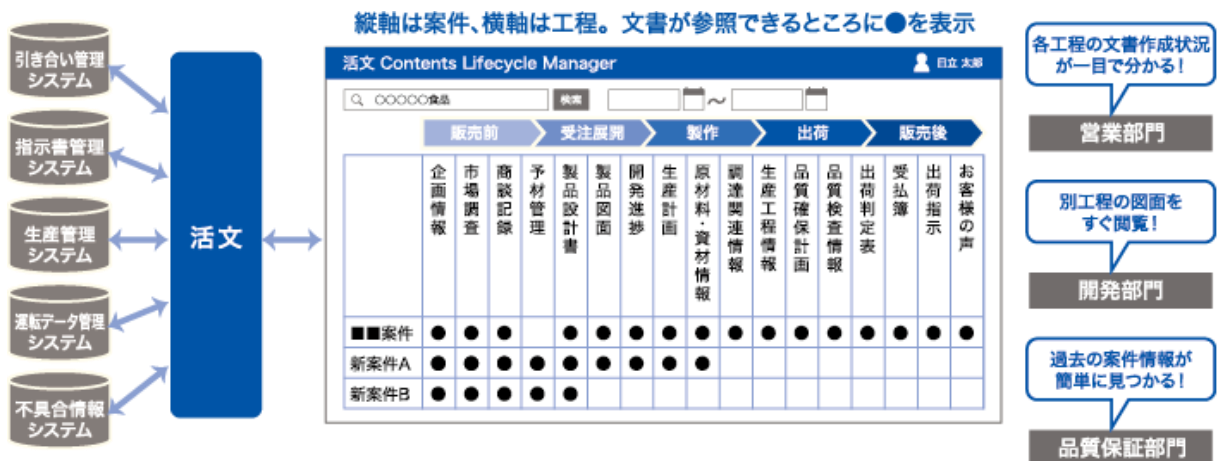 縦軸は案件、横軸は工程。文書が参照できるところに●を表示
引き合い管理
システム
指示書管理
システム
生産管理
システム
運転データ管理
システム
不具合情報
システム
活文
活文 Contents Lifecycle Manager
日立 太郎
○○○○○食品
検索
～
販売前
受注展開
製作
出荷
販売後
企画情報
市場調査
商談記録
予材管理
製品設計書
製品図面
開発進捗
生産計画
原材料・資材情報
調達関連情報
生産工程情報
品質確保計画
品質検査情報
出荷判定表
受払簿
出荷指示
お客様の声
■■案件 ● ● ● ● ● ● ● ● ● ● ● ● ● ● ● ●
新案件A ● ● ● ● ● ● ● ● ●
新案件B ● ● ● ● ●
各工程の文書作成状況
が一目で分かる！
営業部門
別工程の図面を
すぐ閲覧！
開発部門
過去の案件情報が
簡単に見つかる！
品質保証部門